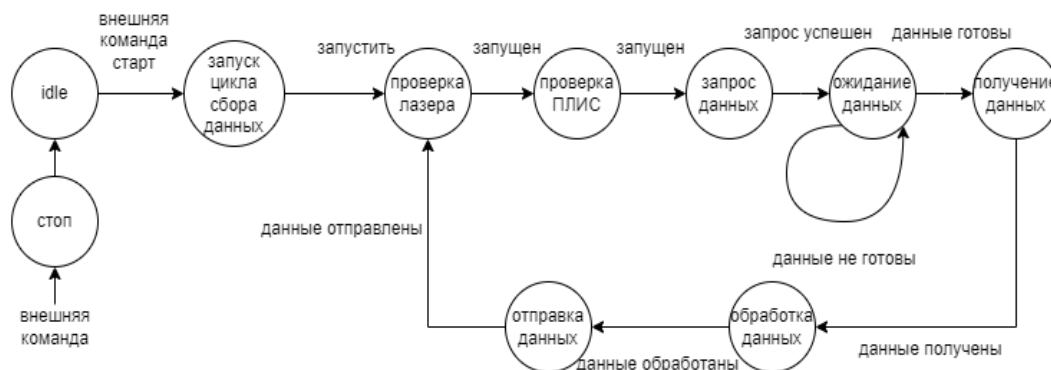 внешняя
команда
старт
idle
запуск
цикла
сбора
данных
запустить
проверка
лазера
запущен
проверка
ПЛИС
запущен
запрос
данных
запрос успешен
ожидание
данных
данные готовы
получение
данных
стоп
внешняя
команда
данные отправлены
данные не готовы
отправка
данных
данные обработаны
обработка
данных
данные получены